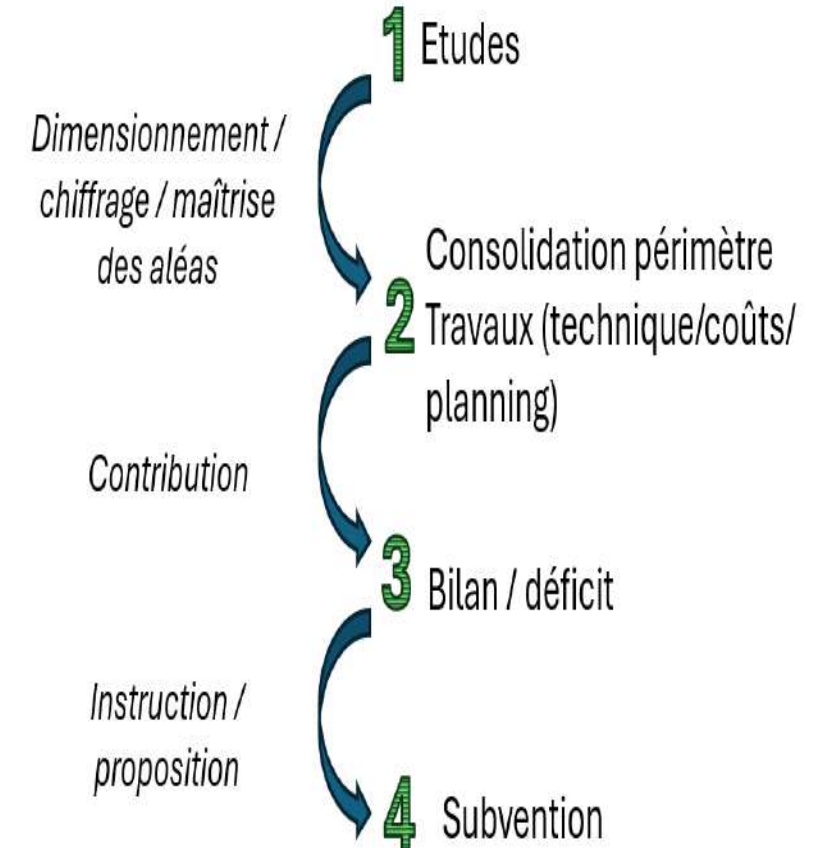 1 Etudes
Dimensionnement /
chiffrage / maîtrise
des aléas
2 Consolidation périmètre
Travaux (technique/coûts/
planning)
Contribution
3 Bilan / déficit
Instruction /
proposition
4 Subvention